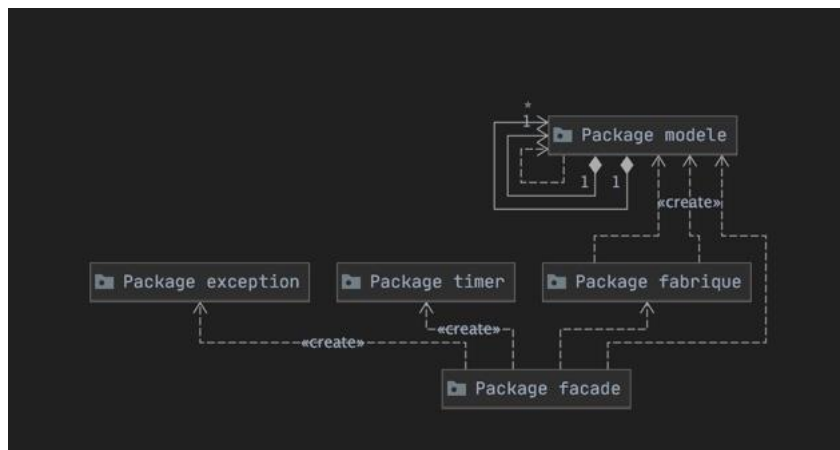 *
1
Package modele
1
1
«create»
Package exception
Package timer
Package fabrique
«create»
«create»
Package facade